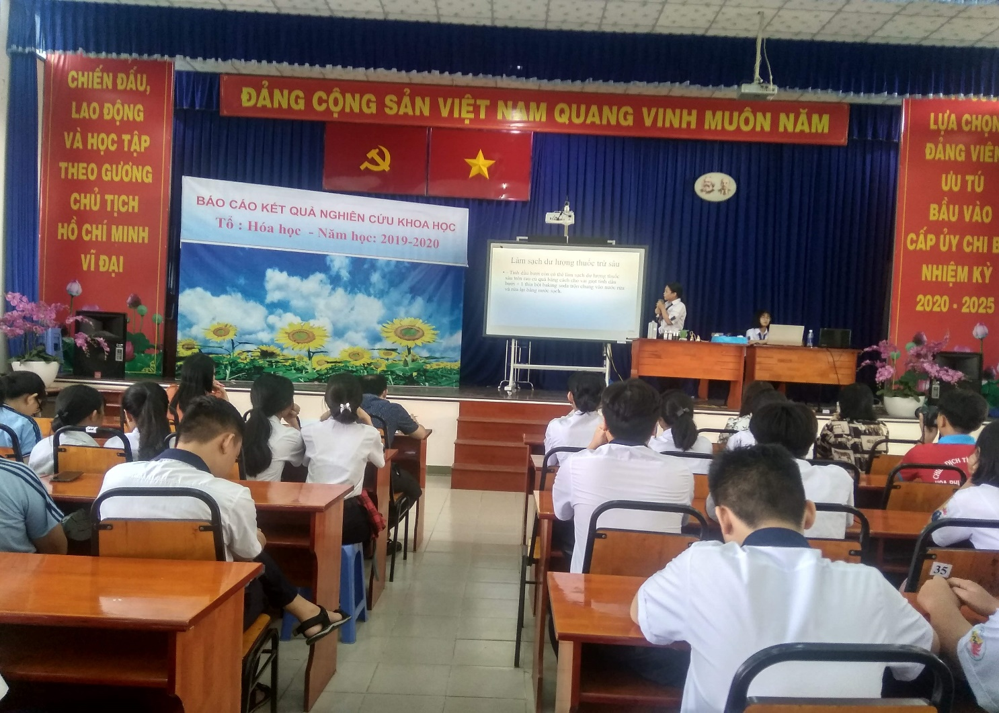 CHIẾN ĐẤU,
LAO ĐỘNG
VÀ HỌC TẬP
THEO GƯƠNG
CHỦ TỊCH
HỒ CHÍ MINH
VĨ ĐẠI
ĐẢNG CỘNG SẢN VIỆT NAM QUANG VINH MUÔN NĂM
BÁO CÁO KẾT QUẢ NGHIÊN CỨU KHOA HỌC
Tổ : Hóa học - Năm học: 2019-2020
Làm sạch dư lượng thuốc trừ sâu
• Tinh dầu bưởi còn có thể làm sạch dư lượng thuốc
sâu trên rau củ quả bằng cách cho vài giọt tinh dầu
bưởi + 1 thìa bột baking soda trộn chung vào nước rửa
và rửa lại bằng nước sạch.
LỰA CHỌN
ĐẢNG VIÊN
ƯU TÚ
BẦU VÀO
CẤP ỦY CHI B
NHIỆM KỲ
2020 - 2025
DỊCH TÌ
35